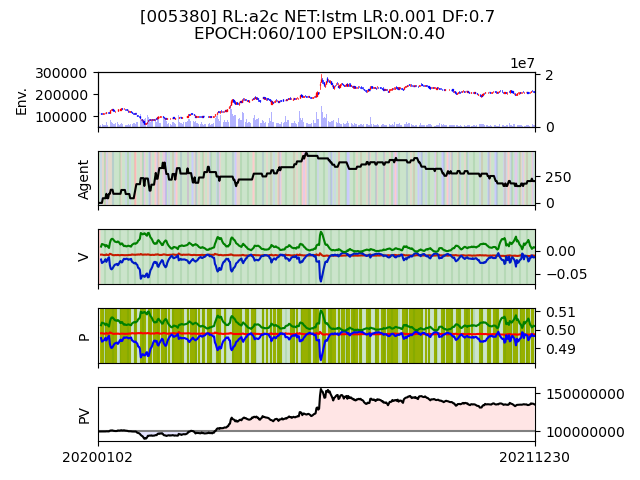 [005380] RL:a2c NET:lstm LR:0.001 DF:0.7
EPOCH:060/100 EPSILON:0.40
1e7
Env.
300000
200000
100000
2
0
Agent
250
0
V
0.00
−0.05
P
0.51
0.50
0.49
PV
150000000
100000000
20200102
20211230